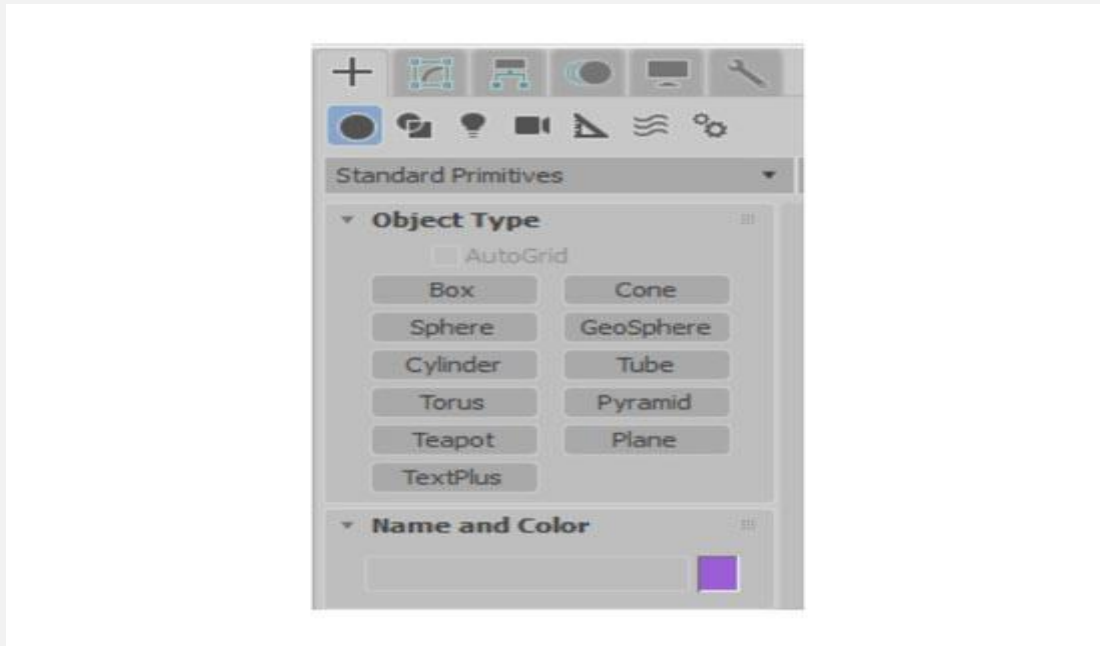 Standard Primitives
Object Type
AutoGrid
Box Cone
Sphere GeoSphere
Cylinder Tube
Torus Pyramid
Teapot Plane
TextPlus
Name and Color